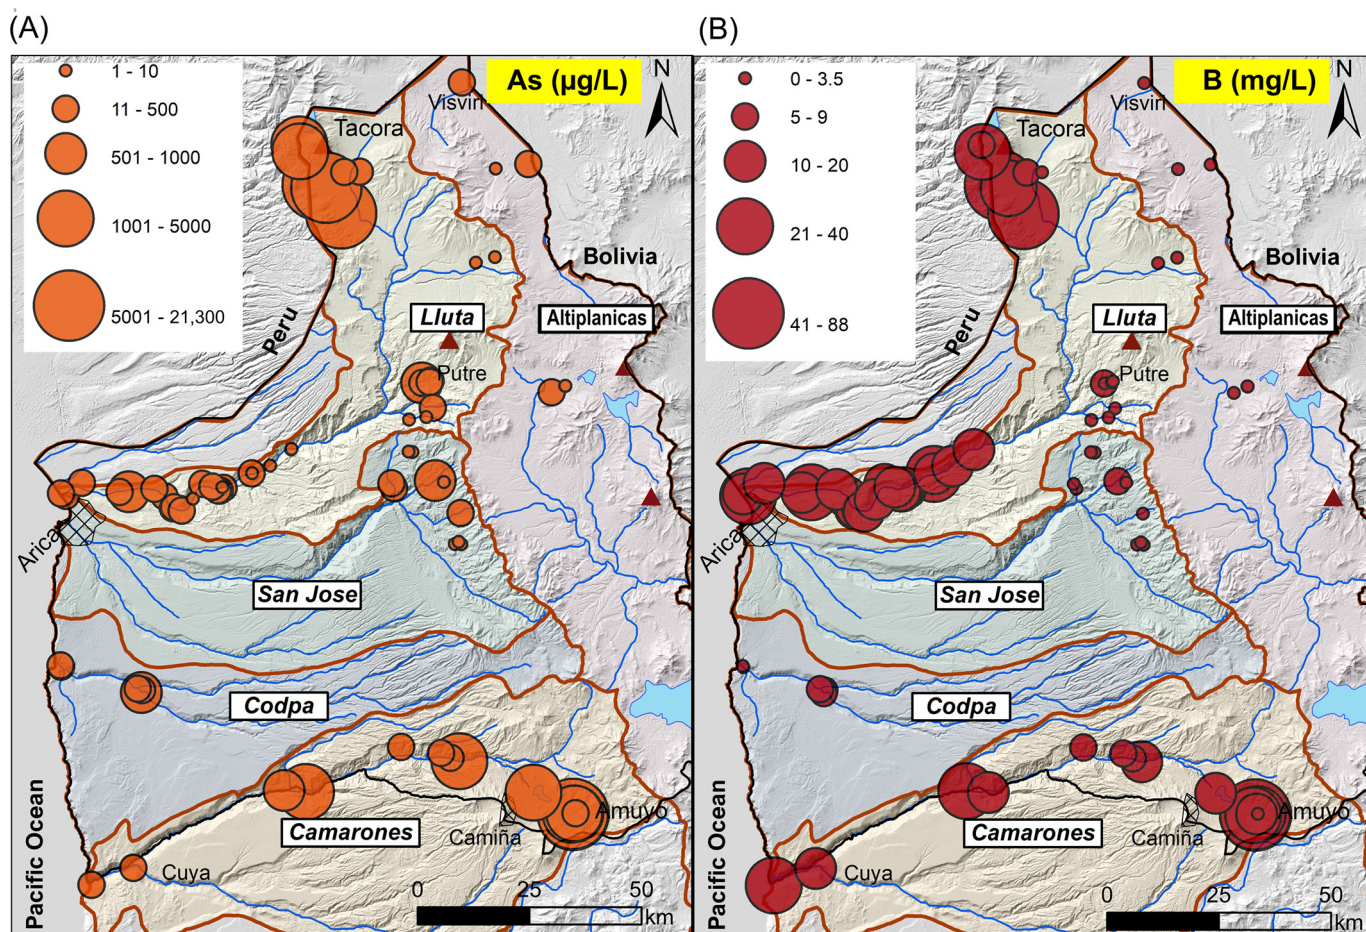 (A)
As (µg/L)
N
1 - 10
11 - 500
501 - 1000
1001 - 5000
5001 - 21,300
Visviri
Tacora
Bolivia
Peru
Lluta
Altiplanicas
Putre
Arica
San Jose
Codpa
Pacific Ocean
Camarones
Amuyo
Camiña
Cuya
0 25 50
km
(B)
B (mg/L)
N
0 - 3.5
5 - 9
10 - 20
21 - 40
41 - 88
Visviri
Tacora
Bolivia
Peru
Lluta
Altiplanicas
Putre
Arica
San Jose
Codpa
Pacific Ocean
Camarones
Amuyo
Camiña
Cuya
0 25 50
km